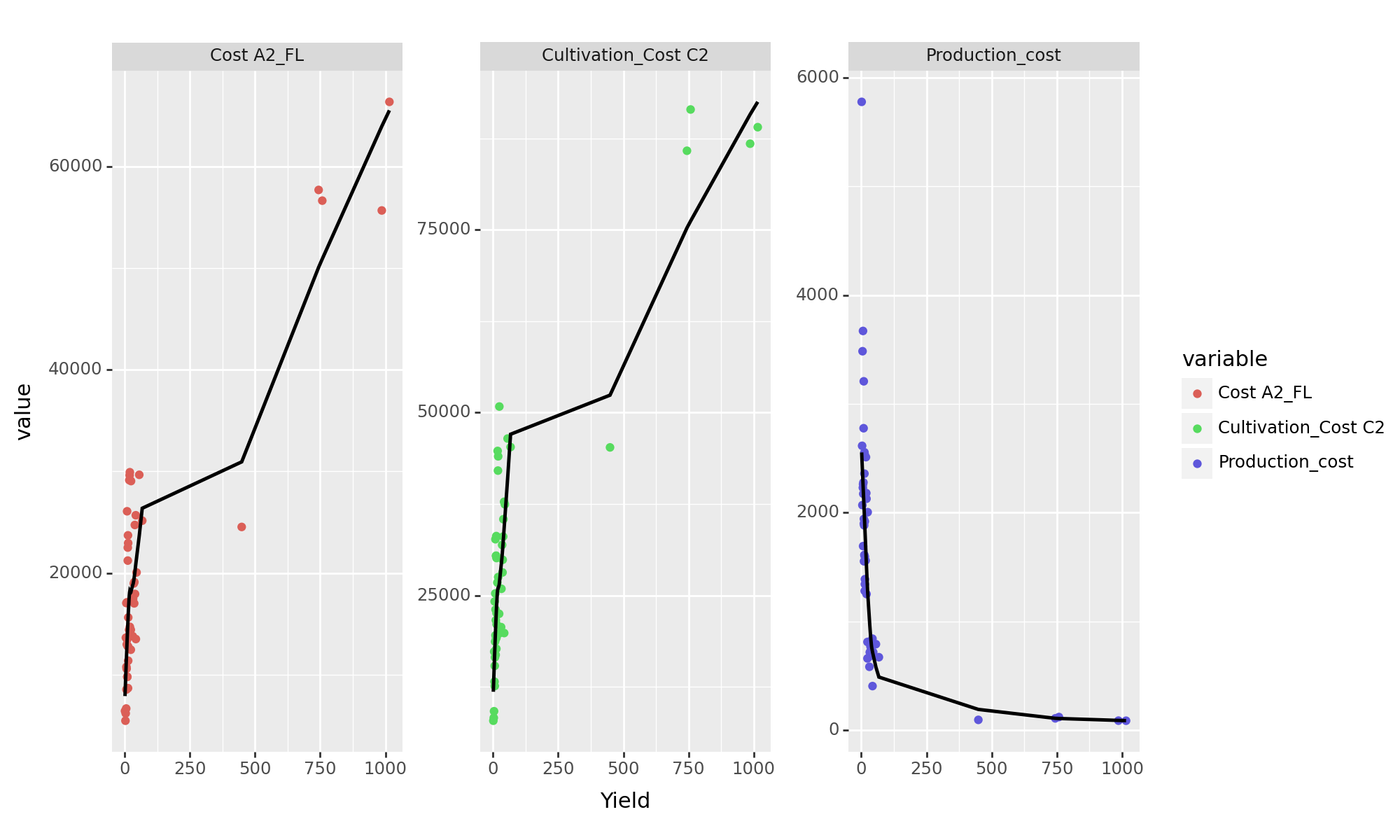 Cost A2_FL
Cultivation_Cost C2
Production_cost
value
60000
40000
20000
75000
50000
25000
6000
4000
2000
0
0 250 500 750 1000
0 250 500 750 1000
0 250 500 750 1000
Yield
variable
Cost A2_FL
Cultivation_Cost C2
Production_cost